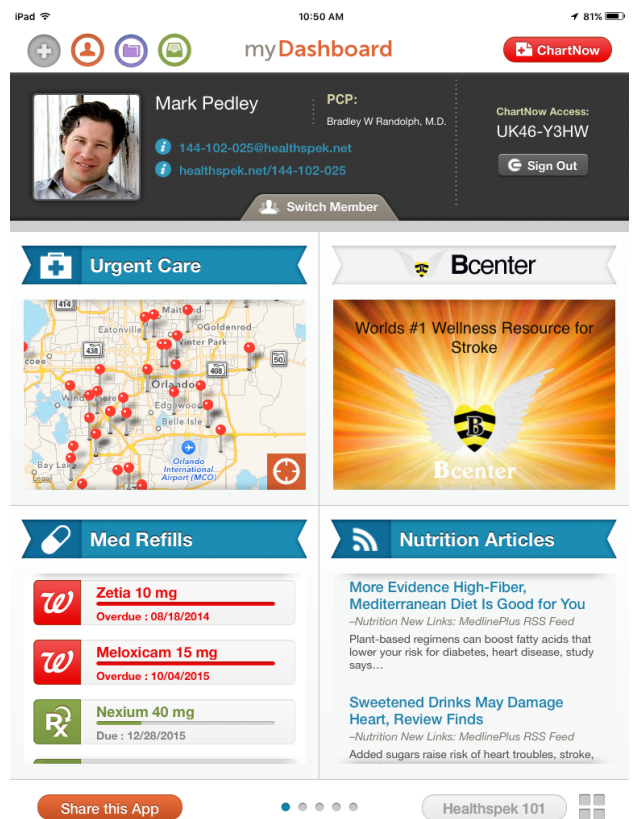 iPad
10:50 AM
81%
myDashboard
ChartNow
Mark Pedley
144-102-025@healthspek.net
healthspek.net/144-102-025
PCP:
Bradley W Randolph, M.D.
ChartNow Access:
UK46-Y3HW
Sign Out
Switch Member
Urgent Care
414
Maitland
Eatonville
Goldenrod
Winter Park
438
50
408
Orlando
Edgewood
Belle Isle
Orlando
International
Airport (MCO)
Bay Lake
Legal
Bcenter
Worlds #1 Wellness Resource for
Stroke
B
Bcenter
Med Refills
Zetia 10 mg
Overdue : 08/18/2014
Meloxicam 15 mg
Overdue : 10/04/2015
Rx
Nexium 40 mg
Due : 12/28/2015
Nutrition Articles
More Evidence High-Fiber,
Mediterranean Diet Is Good for You
–Nutrition New Links: MedlinePlus RSS Feed
Plant-based regimens can boost fatty acids that
lower your risk for diabetes, heart disease, study
says...
Sweetened Drinks May Damage
Heart, Review Finds
–Nutrition New Links: MedlinePlus RSS Feed
Added sugars raise risk of heart troubles, stroke,
Share this App
Healthspek 101